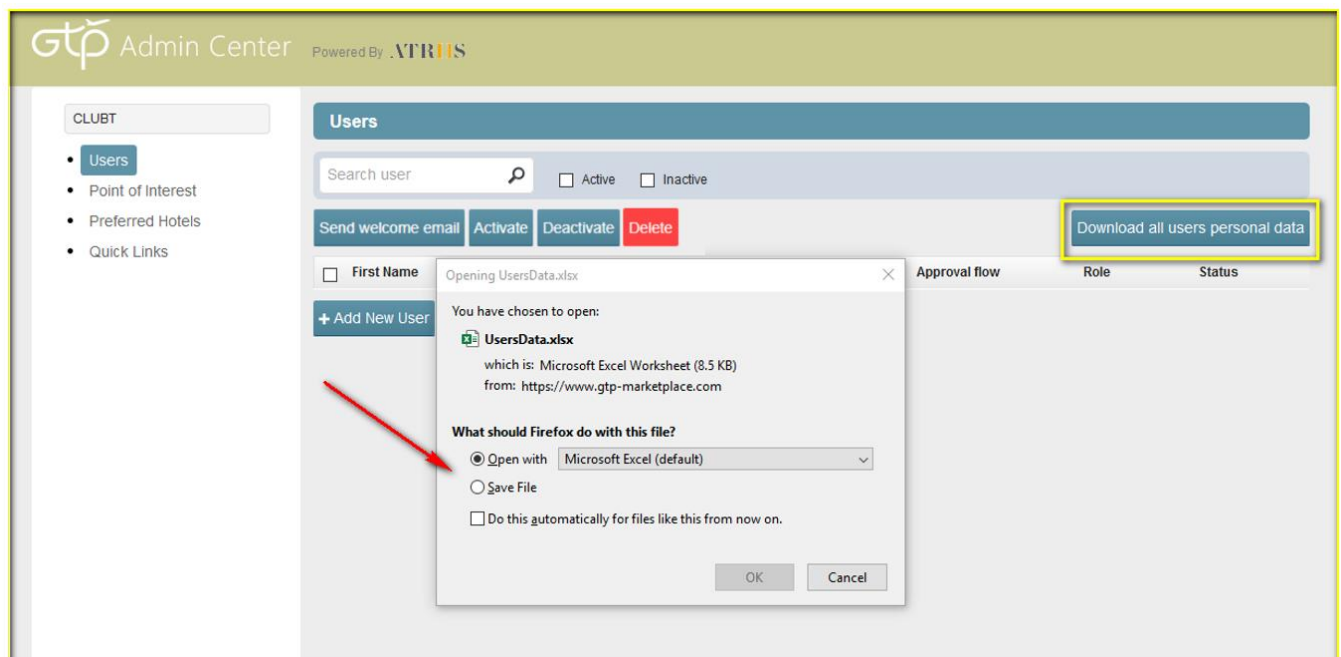 gtp Admin Center Powered By ATRIIS
CLUBT
Users
Point of Interest
Preferred Hotels
Quick Links
Users
Search user
Active
Inactive
Send welcome email
Activate
Deactivate
Delete
Download all users personal data
First Name
Approval flow
Role
Status
+ Add New User
Opening UsersData.xlsx
You have chosen to open:
UsersData.xlsx
which is: Microsoft Excel Worksheet (8.5 KB)
from: https://www.gtp-marketplace.com
What should Firefox do with this file?
Open with Microsoft Excel (default)
Save File
Do this automatically for files like this from now on.
OK
Cancel